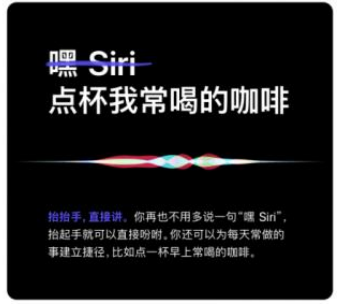 嘿 Siri
点杯我常喝的咖啡
抬抬手，直接讲。你再也不用多说一句“嘿 Siri”，
抬起手就可以直接吩咐。你还可以为每天常做的
事建立捷径，比如点一杯早上常喝的咖啡。